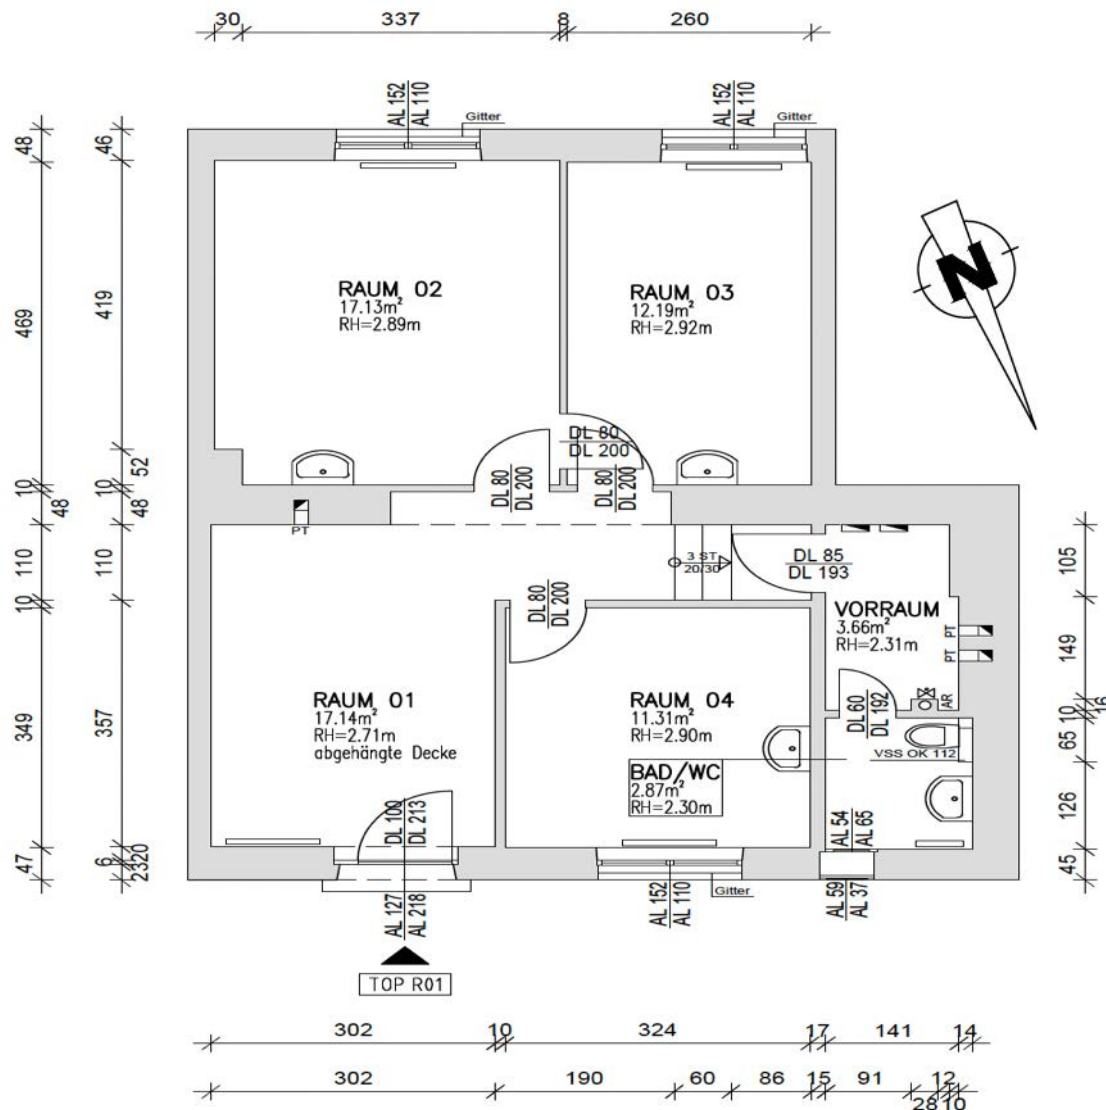 30 337 8 260
AL 152
AL 110
Gitter
AL 152
AL 110
Gitter
48
46
469
419
52
10
10
48
48
110
110
10
349
357
47
6
2320
N
RAUM 02
17.13m²
RH=2.89m
RAUM 03
12.19m²
RH=2.92m
DL 80
DL 200
DL 80
DL 200
DL 80
DL 200
PT
3 ST
20/30
DL 85
DL 193
DL 80
DL 200
VORRAUM
3.66m²
RH=2.31m
PT
PT
AR
DL 60
DL 192
RAUM 01
17.14m²
RH=2.71m
abgehängte Decke
RAUM 04
11.31m²
RH=2.90m
VSS OK 112
BAD/WC
2.87m²
RH=2.30m
DL 100
DL 213
AL 54
AL 65
AL 127
AL 218
AL 152
AL 110
Gitter
AL 59
AL 37
TOP R01
105
149
16
10
65
126
45
302 10 324 17 141 14
302 190 60 86 15 91 12
28 10